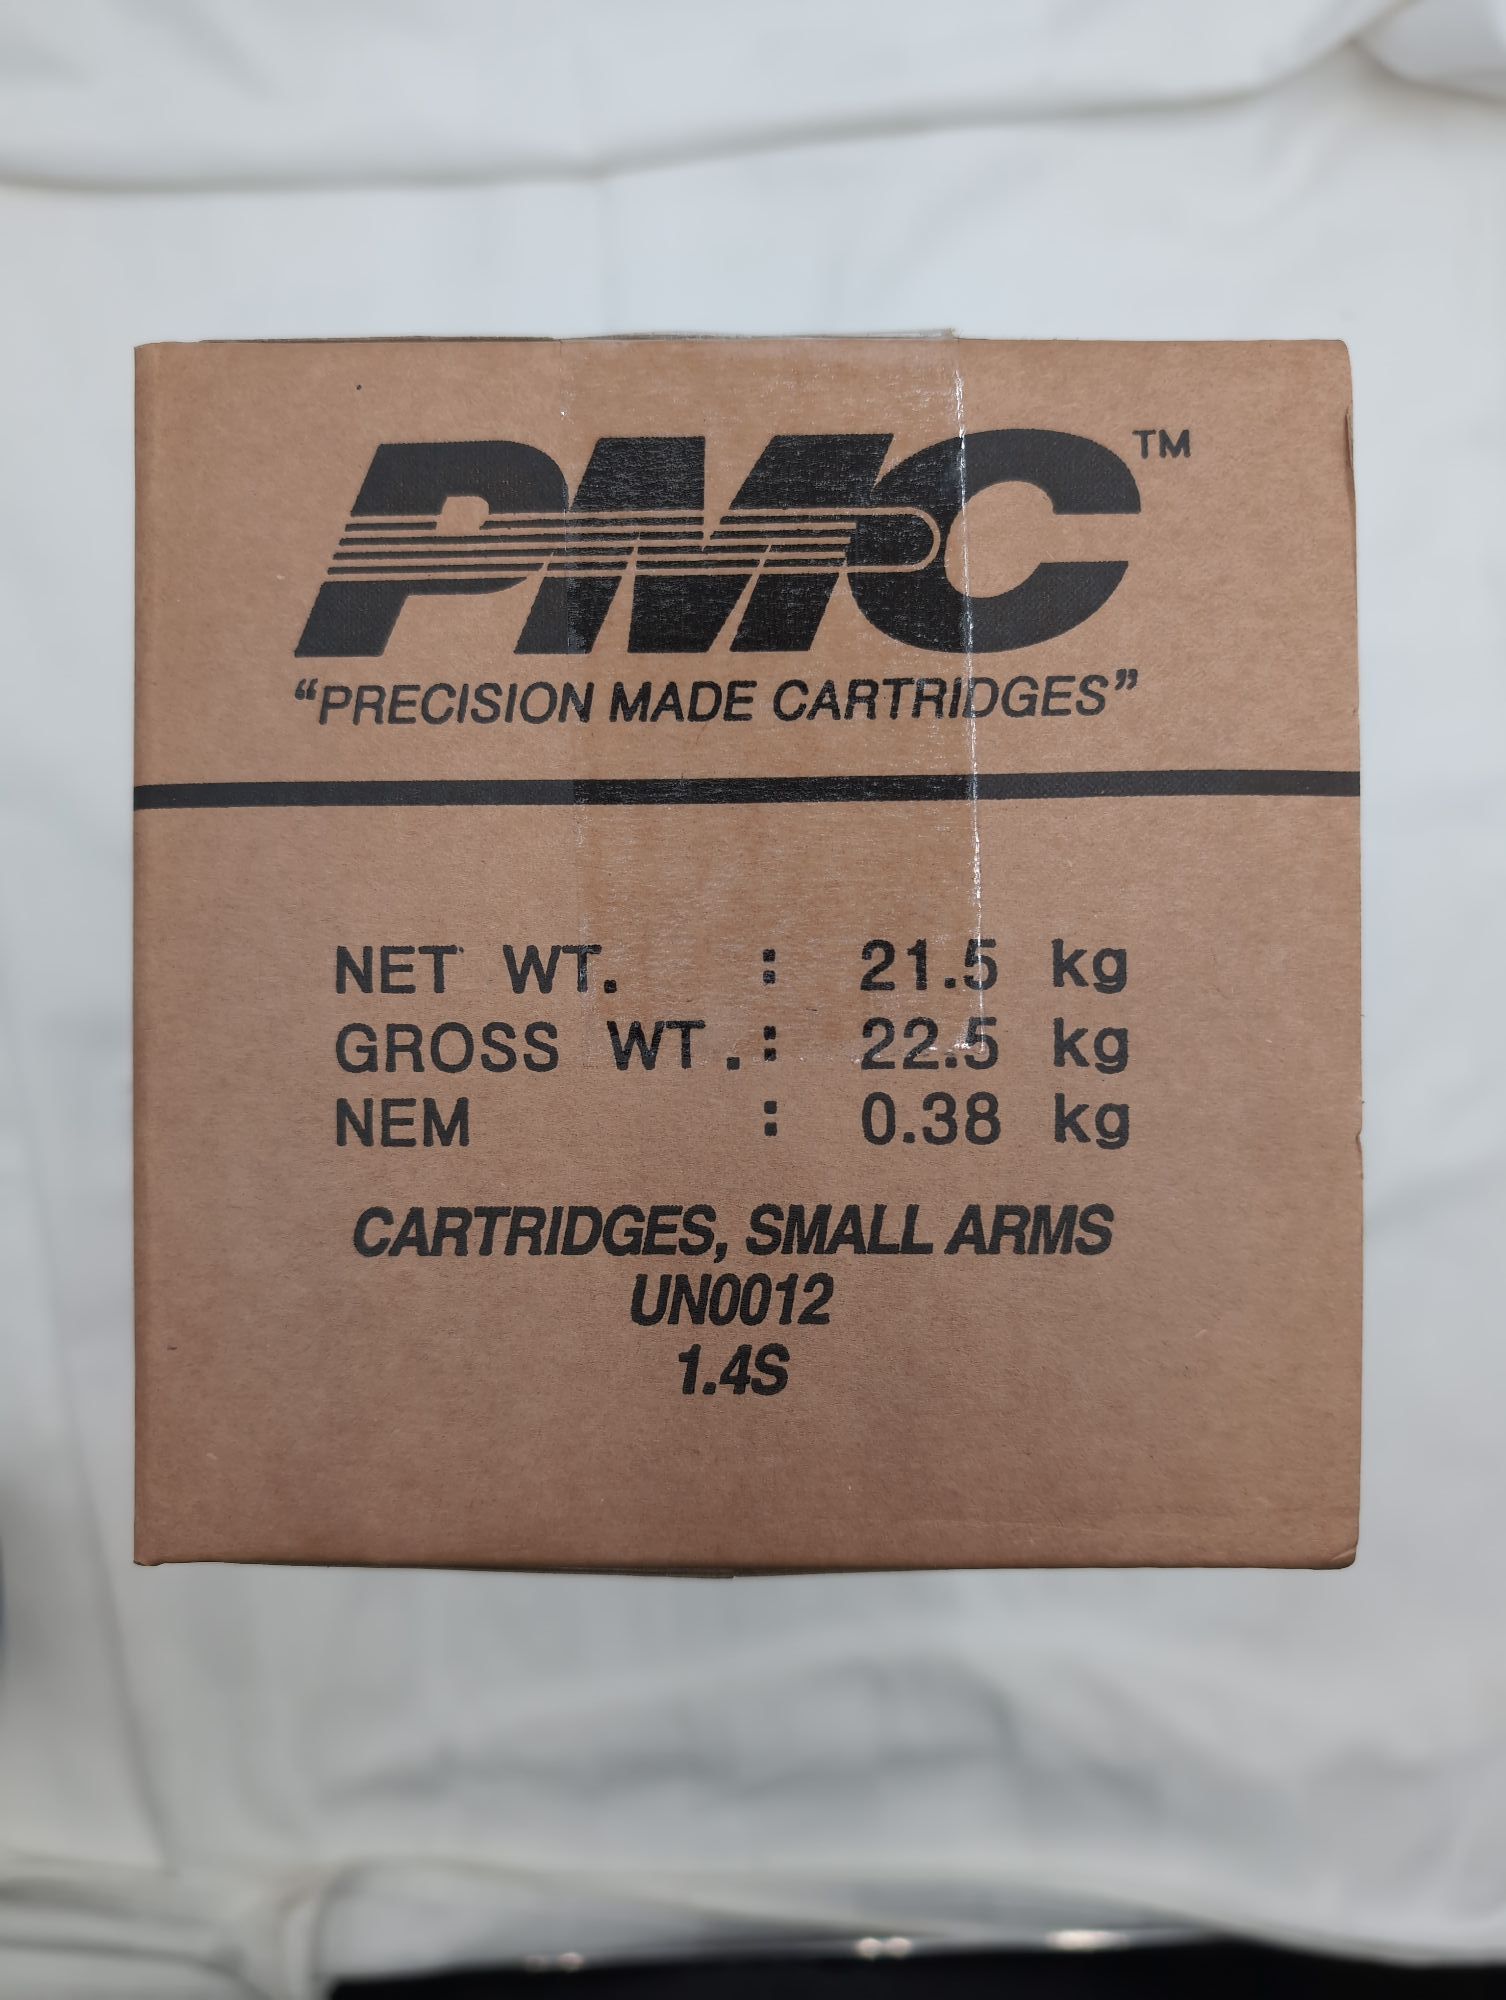 PMC™
“PRECISION MADE CARTRIDGES”
NET WT. : 21.5 kg
GROSS WT. : 22.5 kg
NEM : 0.38 kg
CARTRIDGES, SMALL ARMS
UN0012
1.4S